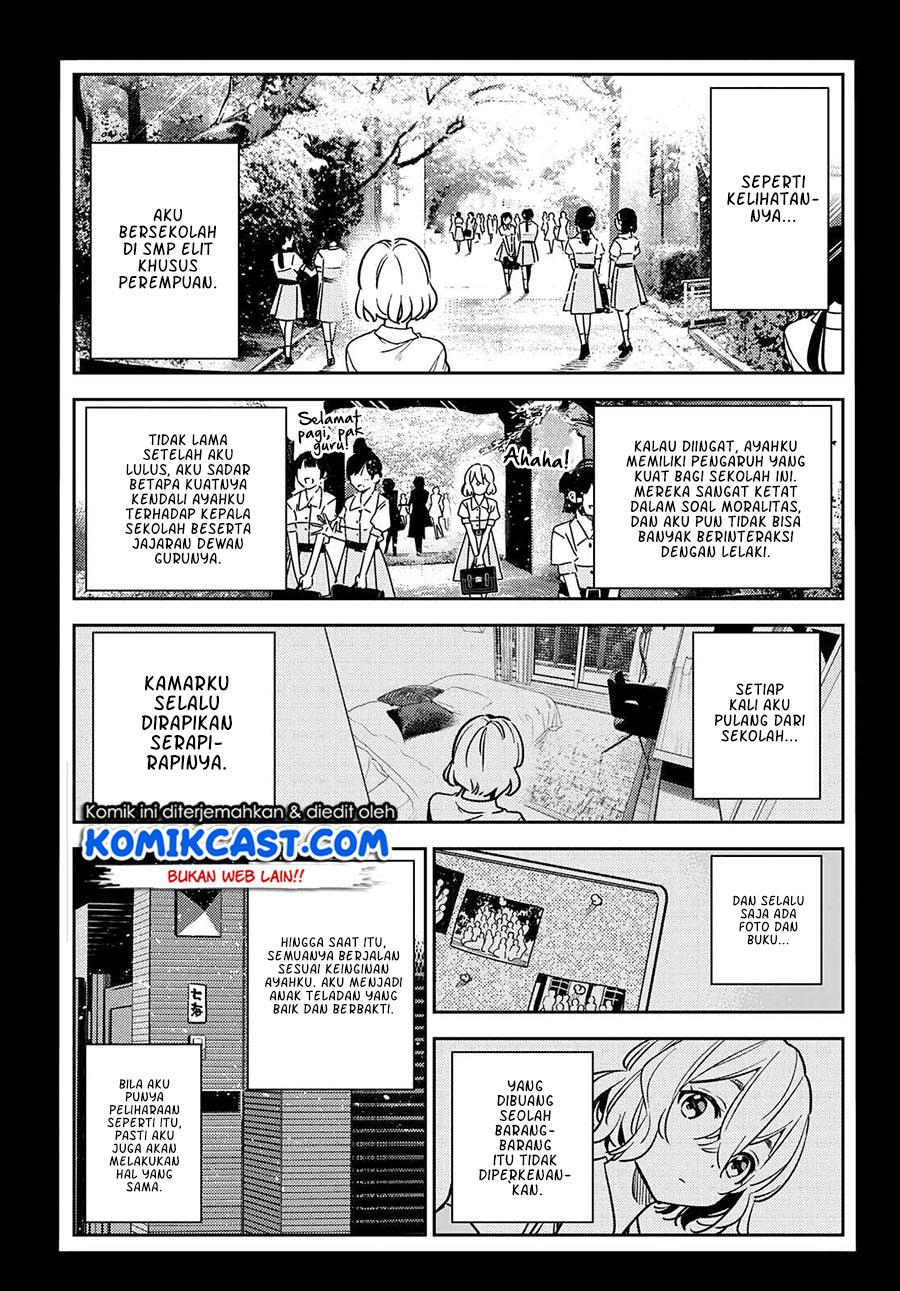 SEPERTI
KELIHATAN-
NYA...
AKU
BERSEKOLAH
DI SMP ELIT
KHUSUS
PEREMPUAN.
KALAU DIINGAT, AYAHKU
MEMILIKI PENGARUH YANG
KUAT BAGI SEKOLAH INI.
MEREKA SANGAT KETAT
DALAM SOAL MORALITAS,
DAN AKU PUN TIDAK BISA
BANYAK BERINTERAKSI
DENGAN LELAKI.
Ahaha!
Selamat
pagi, pak
guru!
TIDAK LAMA
SETELAH AKU
LULUS, AKU SADAR
BETAPA KUATNYA
KENDALI AYAHKU
TERHADAP KEPALA
SEKOLAH BESERTA
JAJARAN DEWAN
GURUNYA.
SETIAP
KALI AKU
PULANG DARI
SEKOLAH...
KAMARKU
SELALU
DIRAPIKAN
SERAPI-
RAPINYA.
Komik ini diterjemahkan & diedit oleh
KOMIKCAST.COM
BUKAN WEB LAIN!!
DAN SELALU
SAJA ADA
FOTO DAN
BUKU...
YANG
DIBUANG
SEOLAH
BARANG-
BARANG
ITU TIDAK
DIPERKENAN-
KAN.
HINGGA SAAT ITU,
SEMUANYA BERJALAN
SESUAI KEINGINAN
AYAHKU. AKU MENJADI
ANAK TELADAN YANG
BAIK DAN BERBAKTI.
BILA AKU
PUNYA
PELIHARAAN
SEPERTI ITU,
PASTI AKU
JUGA AKAN
MELAKUKAN
HAL YANG
SAMA.